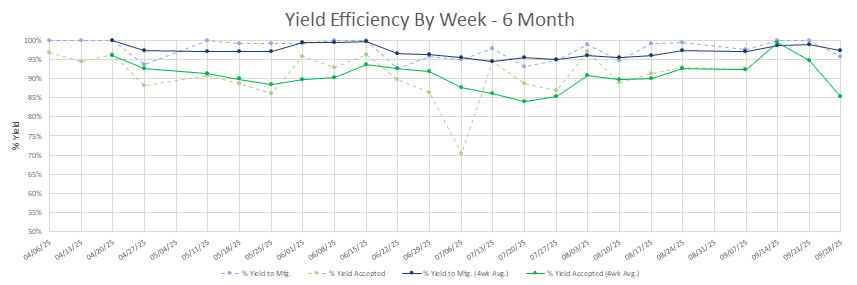 Yield Efficiency By Week - 6 Month
% Yield
100%
95%
90%
85%
80%
75%
70%
65%
60%
55%
50%
04/06/25 04/13/25 04/20/25 04/27/25 05/04/25 05/11/25 05/18/25 05/25/25 06/01/25 06/08/25 06/15/25 06/22/25 06/29/25 07/06/25 07/13/25 07/20/25 07/27/25 08/03/25 08/10/25 08/17/25 08/24/25 08/31/25 09/07/25 09/14/25 09/21/25 09/28/25
% Yield to Mfg. % Yield Accepted % Yield to Mfg. (4wk Avg.) % Yield Accepted (4wk Avg.)